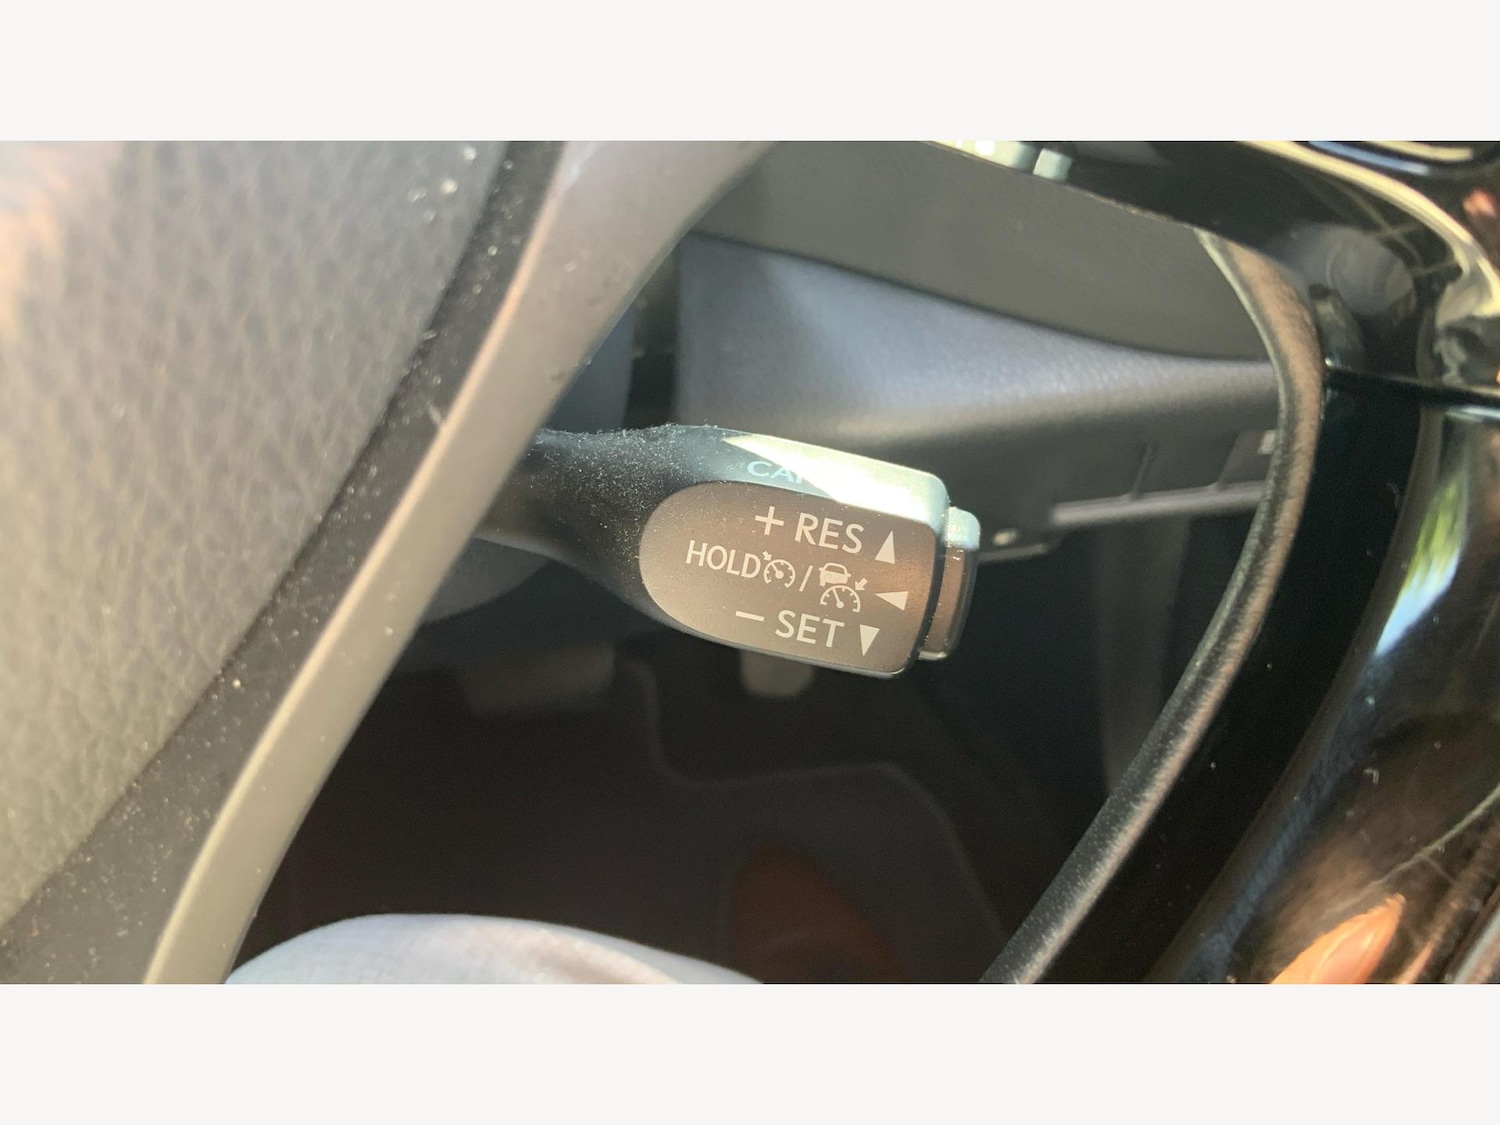 + RES
HOLD /
- SET